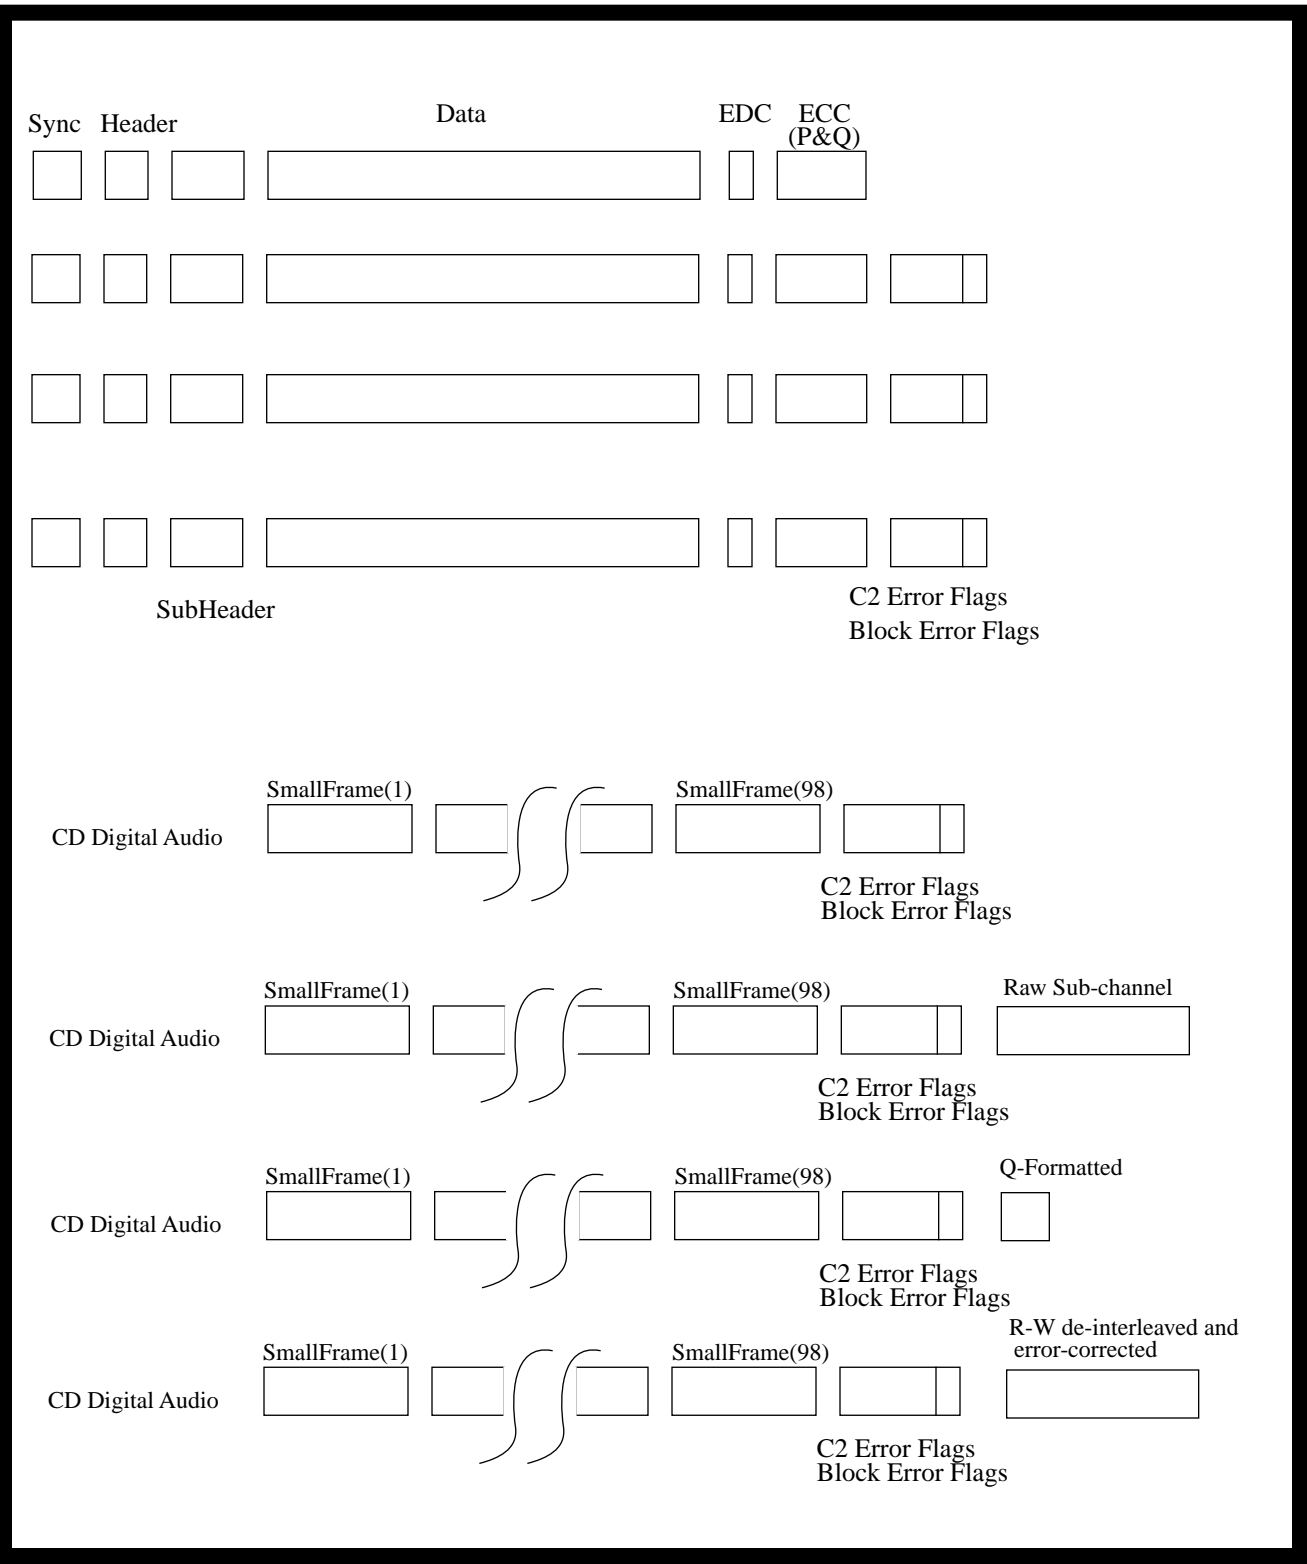 Sync Header Data EDC ECC
(P&Q)
SubHeader
C2 Error Flags
Block Error Flags
SmallFrame(1) SmallFrame(98)
CD Digital Audio
C2 Error Flags
Block Error Flags
SmallFrame(1) SmallFrame(98) Raw Sub-channel
CD Digital Audio
C2 Error Flags
Block Error Flags
SmallFrame(1) SmallFrame(98) Q-Formatted
CD Digital Audio
C2 Error Flags
Block Error Flags
R-W de-interleaved and
error-corrected
SmallFrame(1) SmallFrame(98)
CD Digital Audio
C2 Error Flags
Block Error Flags